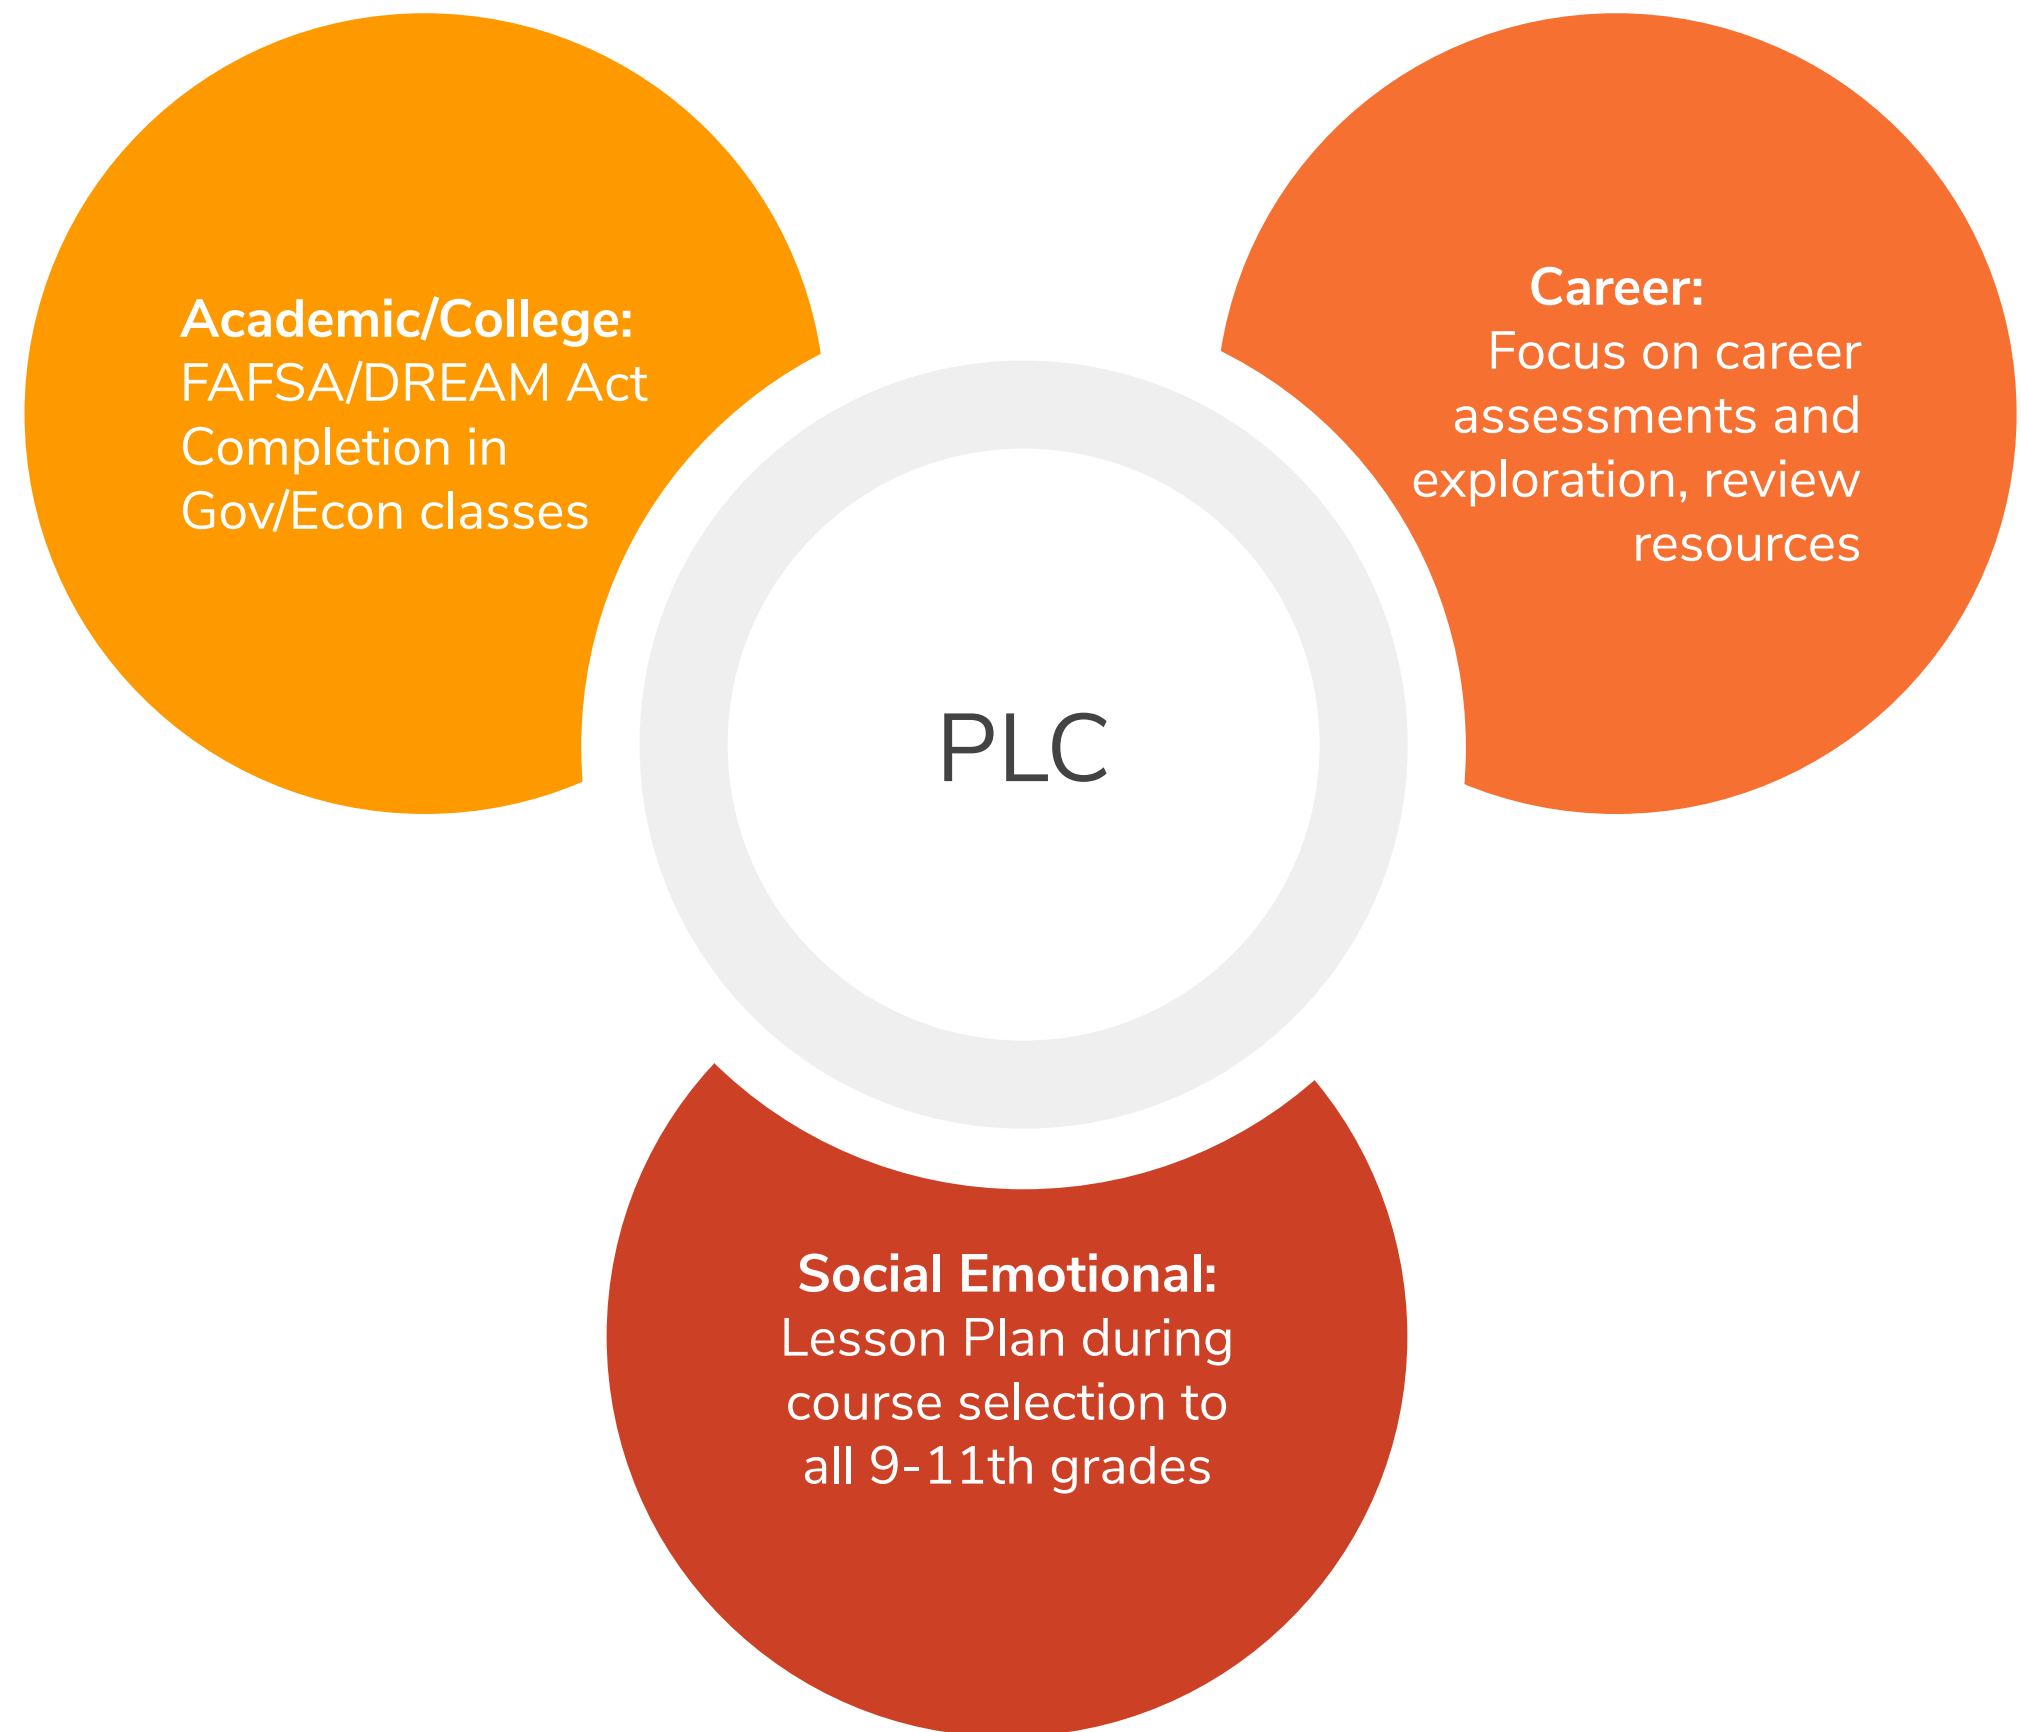 Academic/College:
FAFSA/DREAM Act
Completion in
Gov/Econ classes
Career:
Focus on career
assessments and
exploration, review
resources
PLC
Social Emotional:
Lesson Plan during
course selection to
all 9-11th grades